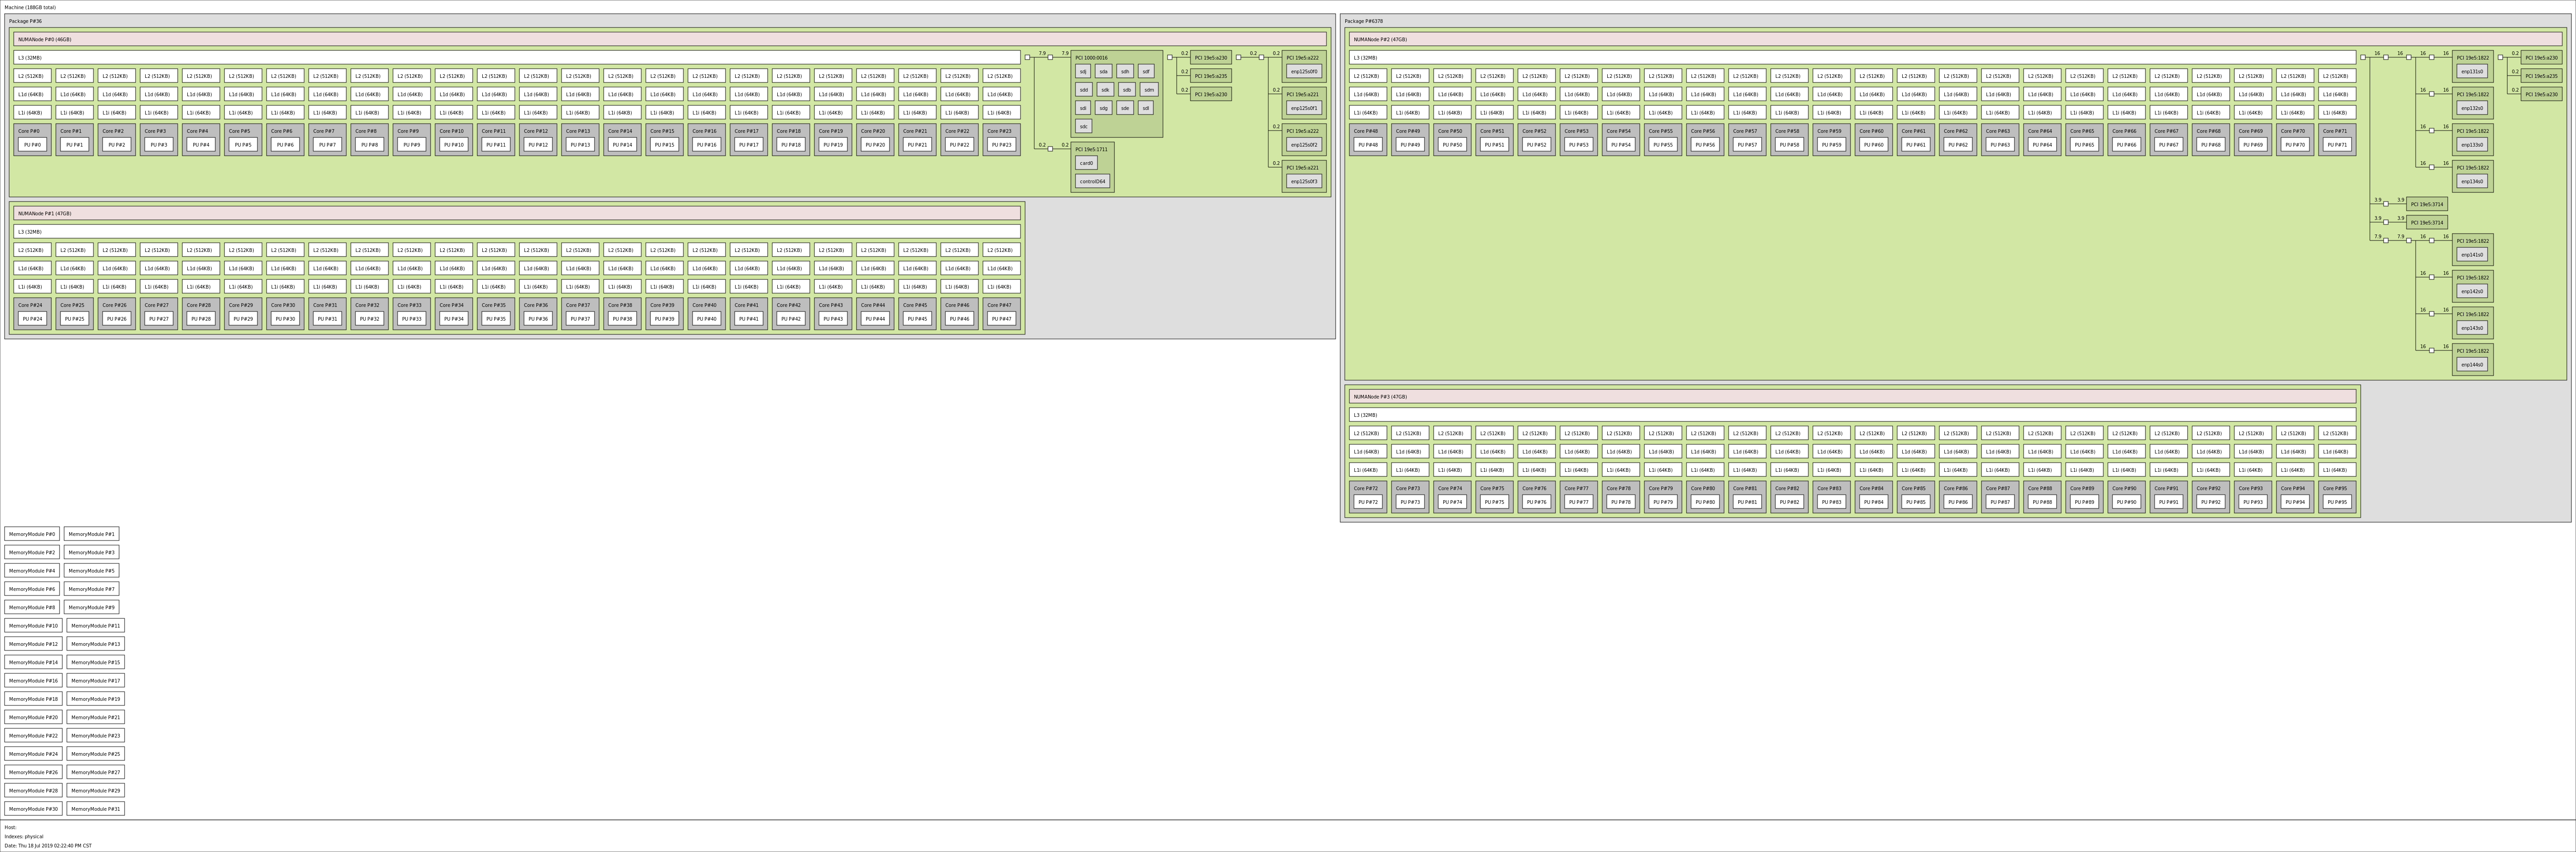 Machine (188GB total)
Package P#36
NUMANode P#0 (46GB)
L3 (32MB)
L2 (512KB) L2 (512KB) L2 (512KB) L2 (512KB) L2 (512KB) L2 (512KB) L2 (512KB) L2 (512KB) L2 (512KB) L2 (512KB) L2 (512KB) L2 (512KB) L2 (512KB) L2 (512KB) L2 (512KB) L2 (512KB) L2 (512KB) L2 (512KB) L2 (512KB) L2 (512KB) L2 (512KB) L2 (512KB) L2 (512KB) L2 (512KB)
L1d (64KB) L1d (64KB) L1d (64KB) L1d (64KB) L1d (64KB) L1d (64KB) L1d (64KB) L1d (64KB) L1d (64KB) L1d (64KB) L1d (64KB) L1d (64KB) L1d (64KB) L1d (64KB) L1d (64KB) L1d (64KB) L1d (64KB) L1d (64KB) L1d (64KB) L1d (64KB) L1d (64KB) L1d (64KB) L1d (64KB) L1d (64KB)
L1i (64KB) L1i (64KB) L1i (64KB) L1i (64KB) L1i (64KB) L1i (64KB) L1i (64KB) L1i (64KB) L1i (64KB) L1i (64KB) L1i (64KB) L1i (64KB) L1i (64KB) L1i (64KB) L1i (64KB) L1i (64KB) L1i (64KB) L1i (64KB) L1i (64KB) L1i (64KB) L1i (64KB) L1i (64KB) L1i (64KB) L1i (64KB)
Core P#0 Core P#1 Core P#2 Core P#3 Core P#4 Core P#5 Core P#6 Core P#7 Core P#8 Core P#9 Core P#10 Core P#11 Core P#12 Core P#13 Core P#14 Core P#15 Core P#16 Core P#17 Core P#18 Core P#19 Core P#20 Core P#21 Core P#22 Core P#23
PU P#0 PU P#1 PU P#2 PU P#3 PU P#4 PU P#5 PU P#6 PU P#7 PU P#8 PU P#9 PU P#10 PU P#11 PU P#12 PU P#13 PU P#14 PU P#15 PU P#16 PU P#17 PU P#18 PU P#19 PU P#20 PU P#21 PU P#22 PU P#23
7.9 7.9 PCI 1000:0016
sdj sda sdh sdf
sdd sdk sdb sdm
sdi sdg sde sdl
sdc
0.2 0.2 PCI 19e5:1711
card0
controlD64
0.2 PCI 19e5:a230
0.2 PCI 19e5:a235
0.2 PCI 19e5:a230
0.2 0.2 PCI 19e5:a222
enp125s0f0
0.2 PCI 19e5:a221
enp125s0f1
0.2 PCI 19e5:a222
enp125s0f2
0.2 PCI 19e5:a221
enp125s0f3
NUMANode P#1 (47GB)
L3 (32MB)
L2 (512KB) L2 (512KB) L2 (512KB) L2 (512KB) L2 (512KB) L2 (512KB) L2 (512KB) L2 (512KB) L2 (512KB) L2 (512KB) L2 (512KB) L2 (512KB) L2 (512KB) L2 (512KB) L2 (512KB) L2 (512KB) L2 (512KB) L2 (512KB) L2 (512KB) L2 (512KB) L2 (512KB) L2 (512KB) L2 (512KB) L2 (512KB)
L1d (64KB) L1d (64KB) L1d (64KB) L1d (64KB) L1d (64KB) L1d (64KB) L1d (64KB) L1d (64KB) L1d (64KB) L1d (64KB) L1d (64KB) L1d (64KB) L1d (64KB) L1d (64KB) L1d (64KB) L1d (64KB) L1d (64KB) L1d (64KB) L1d (64KB) L1d (64KB) L1d (64KB) L1d (64KB) L1d (64KB) L1d (64KB)
L1i (64KB) L1i (64KB) L1i (64KB) L1i (64KB) L1i (64KB) L1i (64KB) L1i (64KB) L1i (64KB) L1i (64KB) L1i (64KB) L1i (64KB) L1i (64KB) L1i (64KB) L1i (64KB) L1i (64KB) L1i (64KB) L1i (64KB) L1i (64KB) L1i (64KB) L1i (64KB) L1i (64KB) L1i (64KB) L1i (64KB) L1i (64KB)
Core P#24 Core P#25 Core P#26 Core P#27 Core P#28 Core P#29 Core P#30 Core P#31 Core P#32 Core P#33 Core P#34 Core P#35 Core P#36 Core P#37 Core P#38 Core P#39 Core P#40 Core P#41 Core P#42 Core P#43 Core P#44 Core P#45 Core P#46 Core P#47
PU P#24 PU P#25 PU P#26 PU P#27 PU P#28 PU P#29 PU P#30 PU P#31 PU P#32 PU P#33 PU P#34 PU P#35 PU P#36 PU P#37 PU P#38 PU P#39 PU P#40 PU P#41 PU P#42 PU P#43 PU P#44 PU P#45 PU P#46 PU P#47
Package P#6378
NUMANode P#2 (47GB)
L3 (32MB)
L2 (512KB) L2 (512KB) L2 (512KB) L2 (512KB) L2 (512KB) L2 (512KB) L2 (512KB) L2 (512KB) L2 (512KB) L2 (512KB) L2 (512KB) L2 (512KB) L2 (512KB) L2 (512KB) L2 (512KB) L2 (512KB) L2 (512KB) L2 (512KB) L2 (512KB) L2 (512KB) L2 (512KB) L2 (512KB) L2 (512KB) L2 (512KB)
L1d (64KB) L1d (64KB) L1d (64KB) L1d (64KB) L1d (64KB) L1d (64KB) L1d (64KB) L1d (64KB) L1d (64KB) L1d (64KB) L1d (64KB) L1d (64KB) L1d (64KB) L1d (64KB) L1d (64KB) L1d (64KB) L1d (64KB) L1d (64KB) L1d (64KB) L1d (64KB) L1d (64KB) L1d (64KB) L1d (64KB) L1d (64KB)
L1i (64KB) L1i (64KB) L1i (64KB) L1i (64KB) L1i (64KB) L1i (64KB) L1i (64KB) L1i (64KB) L1i (64KB) L1i (64KB) L1i (64KB) L1i (64KB) L1i (64KB) L1i (64KB) L1i (64KB) L1i (64KB) L1i (64KB) L1i (64KB) L1i (64KB) L1i (64KB) L1i (64KB) L1i (64KB) L1i (64KB) L1i (64KB)
Core P#48 Core P#49 Core P#50 Core P#51 Core P#52 Core P#53 Core P#54 Core P#55 Core P#56 Core P#57 Core P#58 Core P#59 Core P#60 Core P#61 Core P#62 Core P#63 Core P#64 Core P#65 Core P#66 Core P#67 Core P#68 Core P#69 Core P#70 Core P#71
PU P#48 PU P#49 PU P#50 PU P#51 PU P#52 PU P#53 PU P#54 PU P#55 PU P#56 PU P#57 PU P#58 PU P#59 PU P#60 PU P#61 PU P#62 PU P#63 PU P#64 PU P#65 PU P#66 PU P#67 PU P#68 PU P#69 PU P#70 PU P#71
16 16 16 16 PCI 19e5:1822
enp131s0
16 16 PCI 19e5:1822
enp132s0
16 16 PCI 19e5:1822
enp133s0
16 16 PCI 19e5:1822
enp134s0
3.9 3.9 PCI 19e5:3714
3.9 3.9 PCI 19e5:3714
7.9 7.9 16 16 PCI 19e5:1822
enp141s0
16 16 PCI 19e5:1822
enp142s0
16 16 PCI 19e5:1822
enp143s0
16 16 PCI 19e5:1822
enp144s0
0.2 PCI 19e5:a230
0.2 PCI 19e5:a235
0.2 PCI 19e5:a230
NUMANode P#3 (47GB)
L3 (32MB)
L2 (512KB) L2 (512KB) L2 (512KB) L2 (512KB) L2 (512KB) L2 (512KB) L2 (512KB) L2 (512KB) L2 (512KB) L2 (512KB) L2 (512KB) L2 (512KB) L2 (512KB) L2 (512KB) L2 (512KB) L2 (512KB) L2 (512KB) L2 (512KB) L2 (512KB) L2 (512KB) L2 (512KB) L2 (512KB) L2 (512KB) L2 (512KB)
L1d (64KB) L1d (64KB) L1d (64KB) L1d (64KB) L1d (64KB) L1d (64KB) L1d (64KB) L1d (64KB) L1d (64KB) L1d (64KB) L1d (64KB) L1d (64KB) L1d (64KB) L1d (64KB) L1d (64KB) L1d (64KB) L1d (64KB) L1d (64KB) L1d (64KB) L1d (64KB) L1d (64KB) L1d (64KB) L1d (64KB) L1d (64KB)
L1i (64KB) L1i (64KB) L1i (64KB) L1i (64KB) L1i (64KB) L1i (64KB) L1i (64KB) L1i (64KB) L1i (64KB) L1i (64KB) L1i (64KB) L1i (64KB) L1i (64KB) L1i (64KB) L1i (64KB) L1i (64KB) L1i (64KB) L1i (64KB) L1i (64KB) L1i (64KB) L1i (64KB) L1i (64KB) L1i (64KB) L1i (64KB)
Core P#72 Core P#73 Core P#74 Core P#75 Core P#76 Core P#77 Core P#78 Core P#79 Core P#80 Core P#81 Core P#82 Core P#83 Core P#84 Core P#85 Core P#86 Core P#87 Core P#88 Core P#89 Core P#90 Core P#91 Core P#92 Core P#93 Core P#94 Core P#95
PU P#72 PU P#73 PU P#74 PU P#75 PU P#76 PU P#77 PU P#78 PU P#79 PU P#80 PU P#81 PU P#82 PU P#83 PU P#84 PU P#85 PU P#86 PU P#87 PU P#88 PU P#89 PU P#90 PU P#91 PU P#92 PU P#93 PU P#94 PU P#95
MemoryModule P#0 MemoryModule P#1
MemoryModule P#2 MemoryModule P#3
MemoryModule P#4 MemoryModule P#5
MemoryModule P#6 MemoryModule P#7
MemoryModule P#8 MemoryModule P#9
MemoryModule P#10 MemoryModule P#11
MemoryModule P#12 MemoryModule P#13
MemoryModule P#14 MemoryModule P#15
MemoryModule P#16 MemoryModule P#17
MemoryModule P#18 MemoryModule P#19
MemoryModule P#20 MemoryModule P#21
MemoryModule P#22 MemoryModule P#23
MemoryModule P#24 MemoryModule P#25
MemoryModule P#26 MemoryModule P#27
MemoryModule P#28 MemoryModule P#29
MemoryModule P#30 MemoryModule P#31
Host:
Indexes: physical
Date: Thu 18 Jul 2019 02:22:40 PM CST